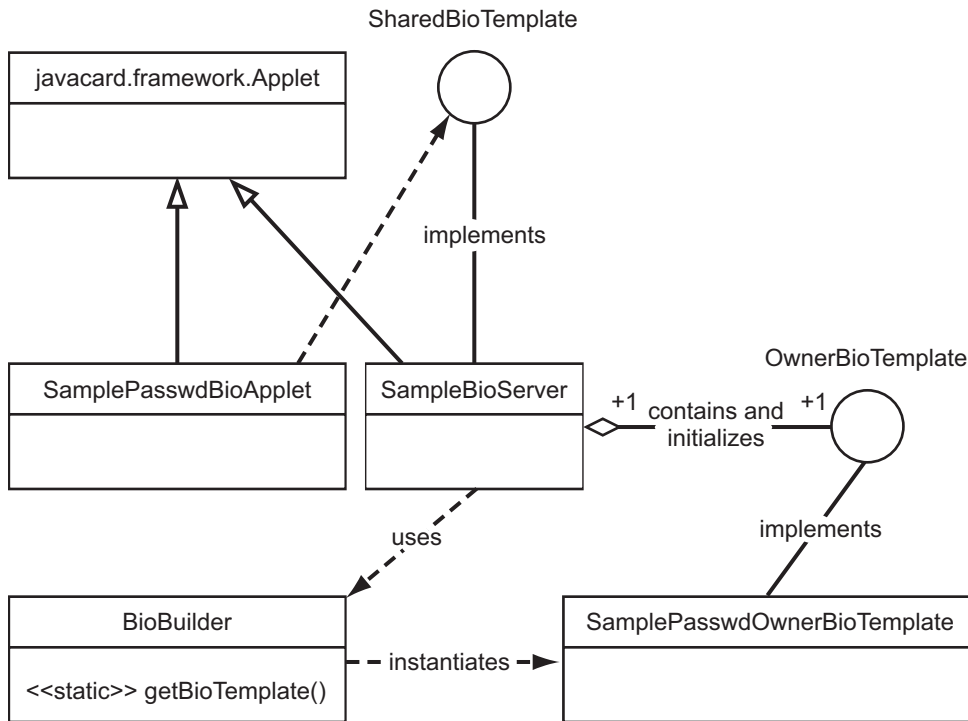 SharedBioTemplate
javacard.framework.Applet
implements
SamplePasswdBioApplet
SampleBioServer
OwnerBioTemplate
+1
contains and
initializes
+1
uses
implements
BioBuilder
<<static>> getBioTemplate()
instantiates
SamplePasswdOwnerBioTemplate